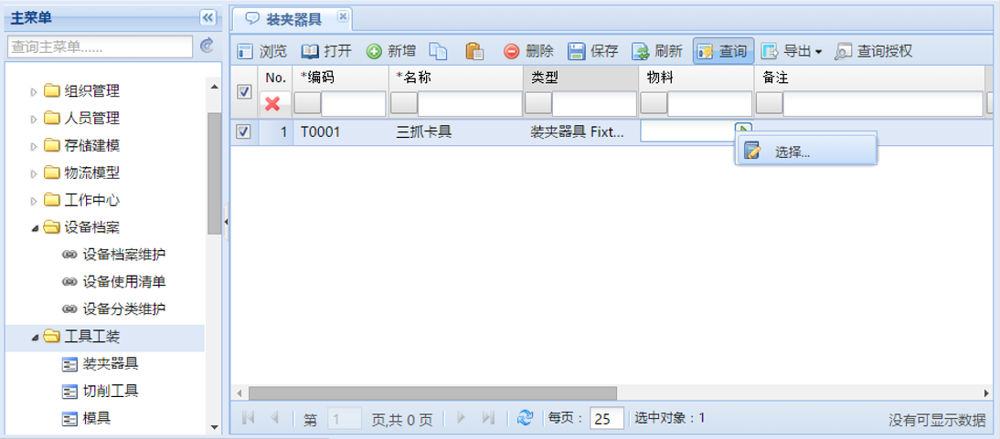 主菜单
查询主菜单......
组织管理
人员管理
存储建模
物流模型
工作中心
设备档案
设备档案维护
设备使用清单
设备分类维护
工具工装
装夹器具
切削工具
模具
装夹器具
浏览 打开 新增 删除 保存 刷新 查询 导出 查询授权
No. *编码 *名称 类型 物料 备注
1 T0001 三抓卡具 装夹器具 Fixt...
选择...
第 1 页,共 0 页 每页： 25 选中对象：1 没有可显示数据